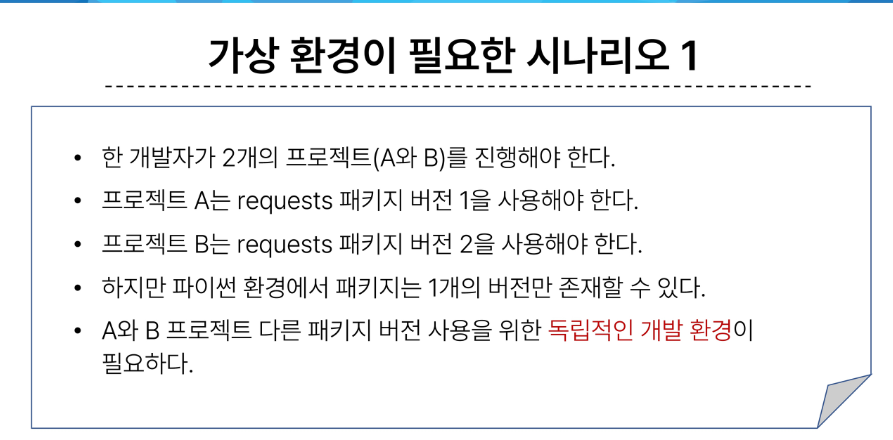 가상 환경이 필요한 시나리오 1
• 한 개발자가 2개의 프로젝트(A와 B)를 진행해야 한다.
• 프로젝트 A는 requests 패키지 버전 1을 사용해야 한다.
• 프로젝트 B는 requests 패키지 버전 2을 사용해야 한다.
• 하지만 파이썬 환경에서 패키지는 1개의 버전만 존재할 수 있다.
• A와 B 프로젝트 다른 패키지 버전 사용을 위한 독립적인 개발 환경이
필요하다.